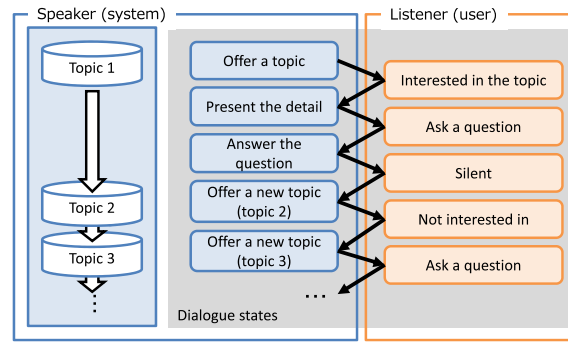 Speaker (system)
Listener (user)
Topic 1
Topic 2
Topic 3
Offer a topic
Present the detail
Answer the
question
Offer a new topic
(topic 2)
Offer a new topic
(topic 3)
...
Dialogue states
Interested in the topic
Ask a question
Silent
Not interested in
Ask a question